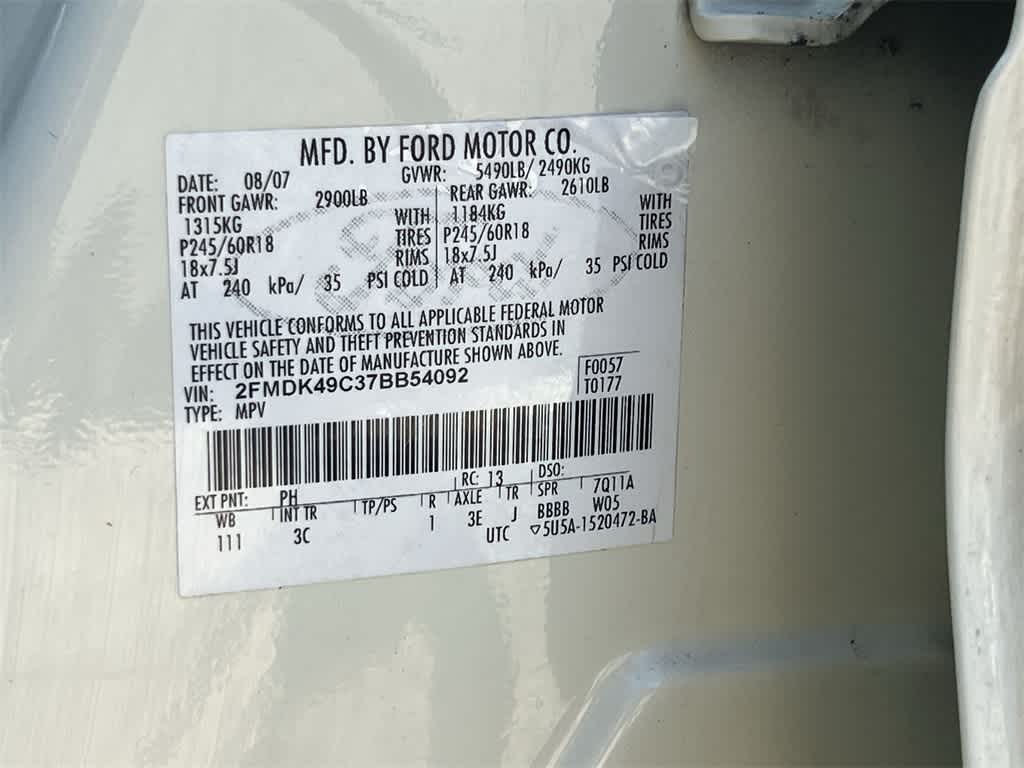 MFD. BY FORD MOTOR CO.
DATE: 08/07 GVWR: 5490LB/ 2490KG
FRONT GAWR: 2900LB REAR GAWR: 2610LB
1315KG WITH 1184KG WITH
P245/60R18 TIRES P245/60R18 TIRES
18x7.5J RIMS 18x7.5J RIMS
AT 240 kPa/ 35 PSI COLD AT 240 kPa/ 35 PSI COLD
THIS VEHICLE CONFORMS TO ALL APPLICABLE FEDERAL MOTOR
VEHICLE SAFETY AND THEFT PREVENTION STANDARDS IN
EFFECT ON THE DATE OF MANUFACTURE SHOWN ABOVE.
VIN: 2FMDK49C37BB54092 F0057
TYPE: MPV T0177
EXT PNT: PH RC: 13 DSO:
WB INT TR TP/PS R AXLE TR SPR 7Q11A
111 3C 1 3E J BBBB W05
UTC ▽5U5A-1520472-BA